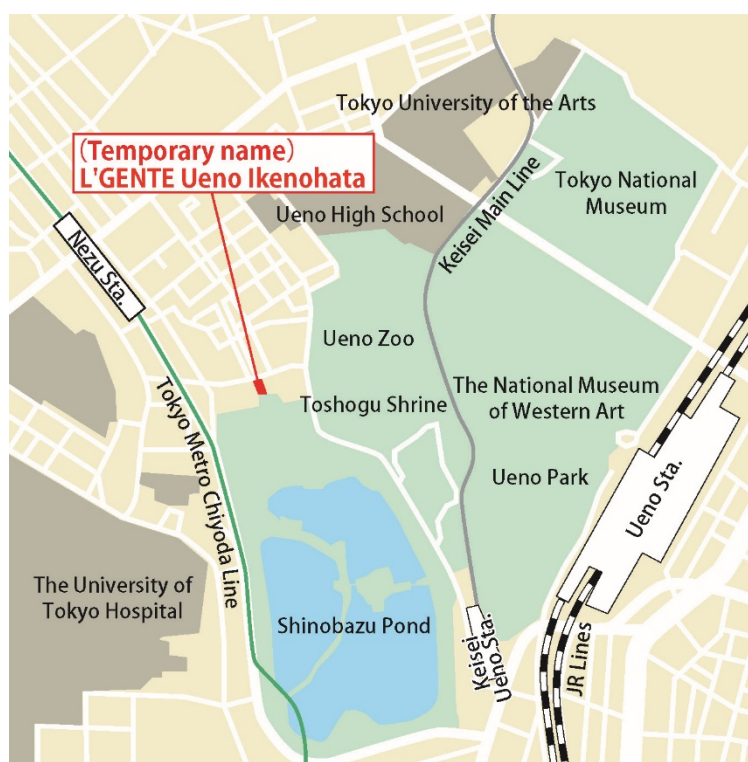 Tokyo University of the Arts
(Temporary name)
L'GENTE Ueno Ikenohata
Tokyo National
Museum
Ueno High School
Keisei Main Line
Nezu Sta.
Ueno Zoo
The National Museum
of Western Art
Toshogu Shrine
Tokyo Metro Chiyoda Line
Ueno Park
Ueno Sta.
The University of
Tokyo Hospital
Shinobazu Pond
Keisei
Ueno Sta.
JR Lines